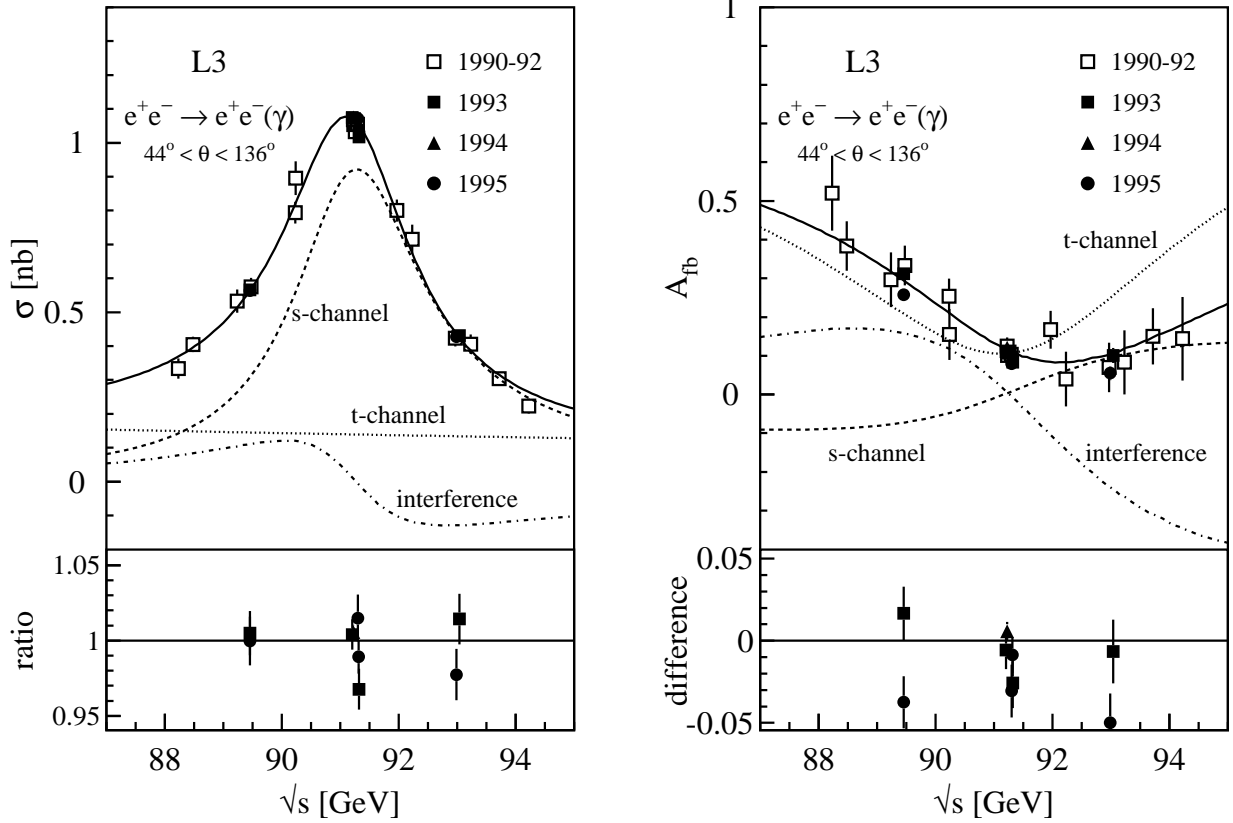 L3
e⁺e⁻ → e⁺e⁻(γ)
44° < θ < 136°
1990-92
1993
1994
1995
σ [nb]
1
0.5
0
s-channel
t-channel
interference
ratio
1.05
1
0.95
88 90 92 94
√s [GeV]
L3
e⁺e⁻ → e⁺e⁻(γ)
44° < θ < 136°
1990-92
1993
1994
1995
A_fb
1
0.5
0
t-channel
s-channel
interference
difference
0.05
0
-0.05
88 90 92 94
√s [GeV]